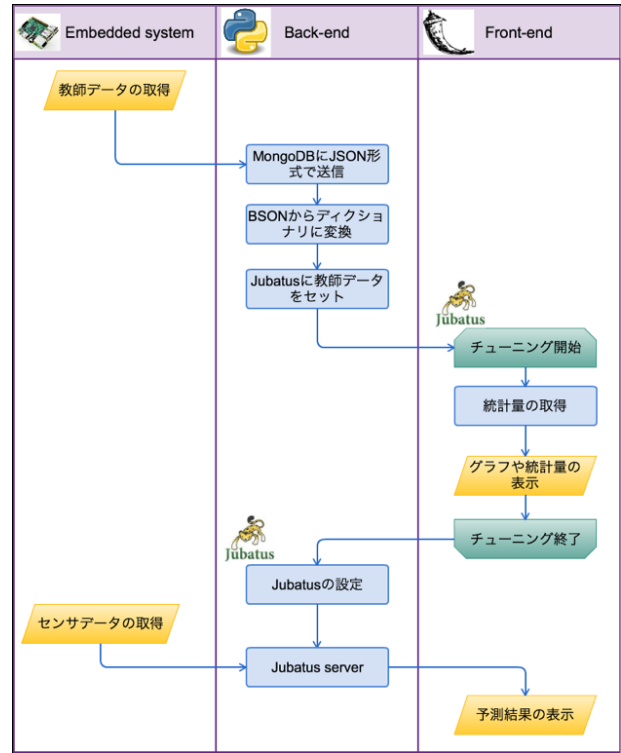 Embedded system
Back-end
Front-end
教師データの取得
MongoDBにJSON形
式で送信
BSONからディクショ
ナリに変換
Jubatusに教師データ
をセット
Jubatus
チューニング開始
統計量の取得
グラフや統計量の
表示
チューニング終了
Jubatus
Jubatusの設定
センサデータの取得
Jubatus server
予測結果の表示